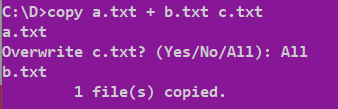 C:\D>copy a.txt + b.txt c.txt
a.txt
Overwrite c.txt? (Yes/No/All): All
b.txt
        1 file(s) copied.